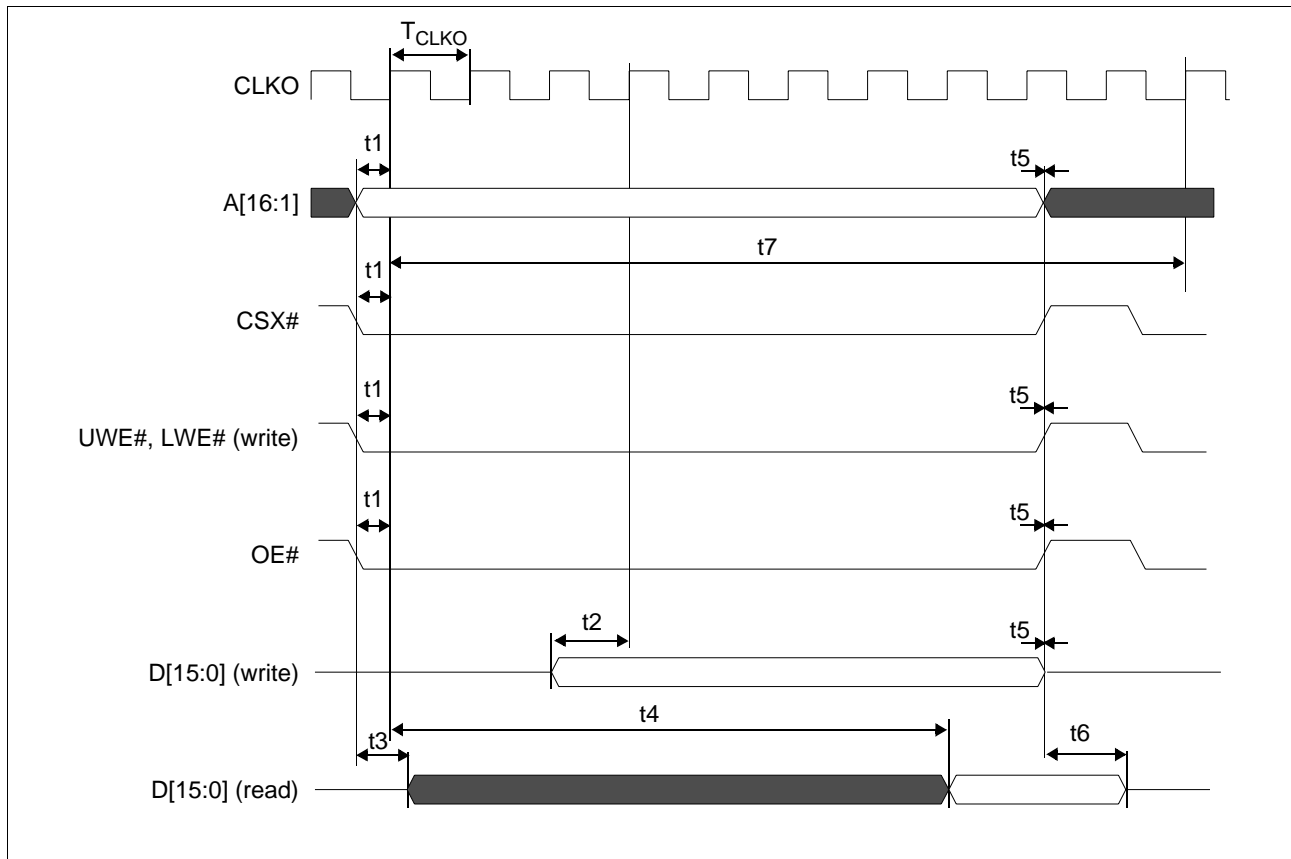 TCLKO
CLKO
t1
t5
A[16:1]
t7
t1
CSX#
t1
t5
UWE#, LWE# (write)
t1
t5
OE#
t2
t5
D[15:0] (write)
t4
t3
t6
D[15:0] (read)